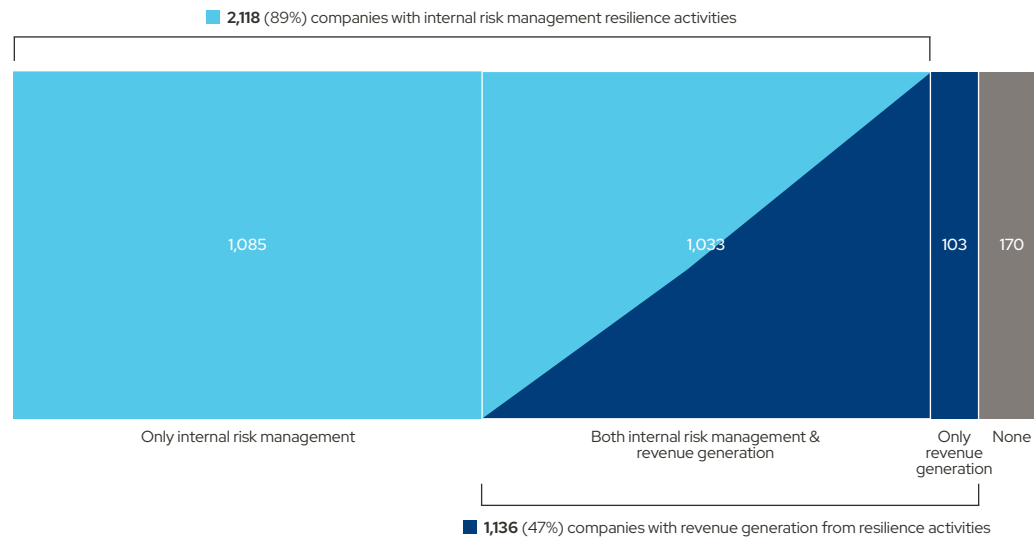 2,118 (89%) companies with internal risk management resilience activities
1,085
1,033
103
170
Only internal risk management
Both internal risk management &
revenue generation
Only
revenue
generation
None
1,136 (47%) companies with revenue generation from resilience activities